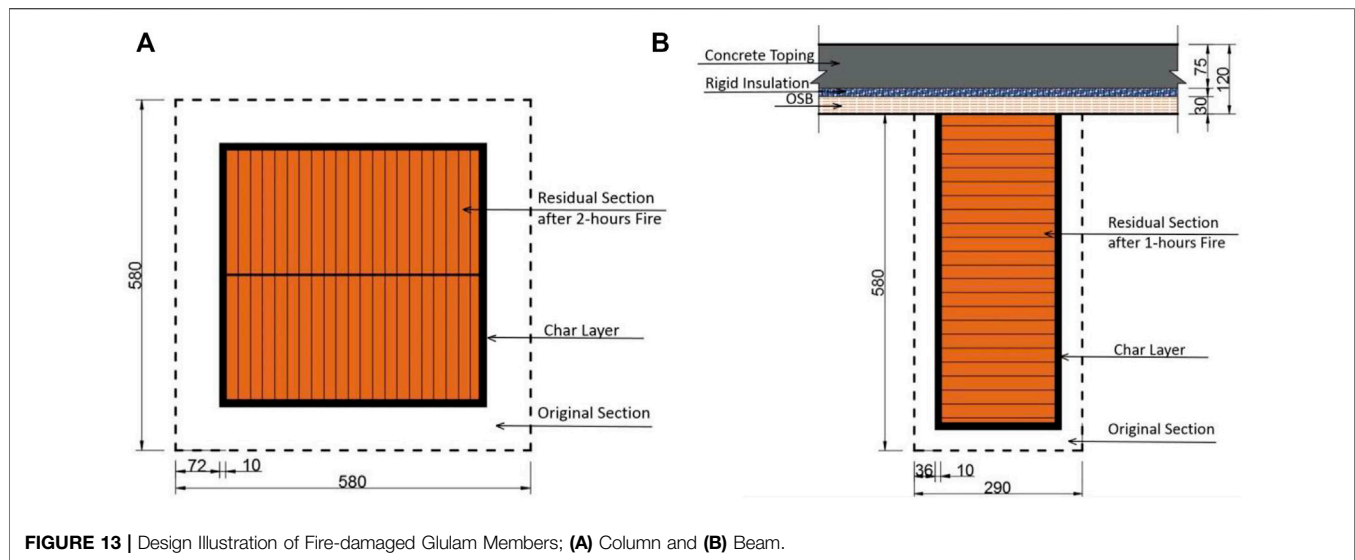 A
580
Residual Section
after 2-hours Fire
Char Layer
Original Section
72
10
580
B
Concrete Toping
Rigid Insulation
OSB
75
30
120
580
Residual Section
after 1-hours Fire
Char Layer
Original Section
36
10
290
FIGURE 13 | Design Illustration of Fire-damaged Glulam Members; (A) Column and (B) Beam.